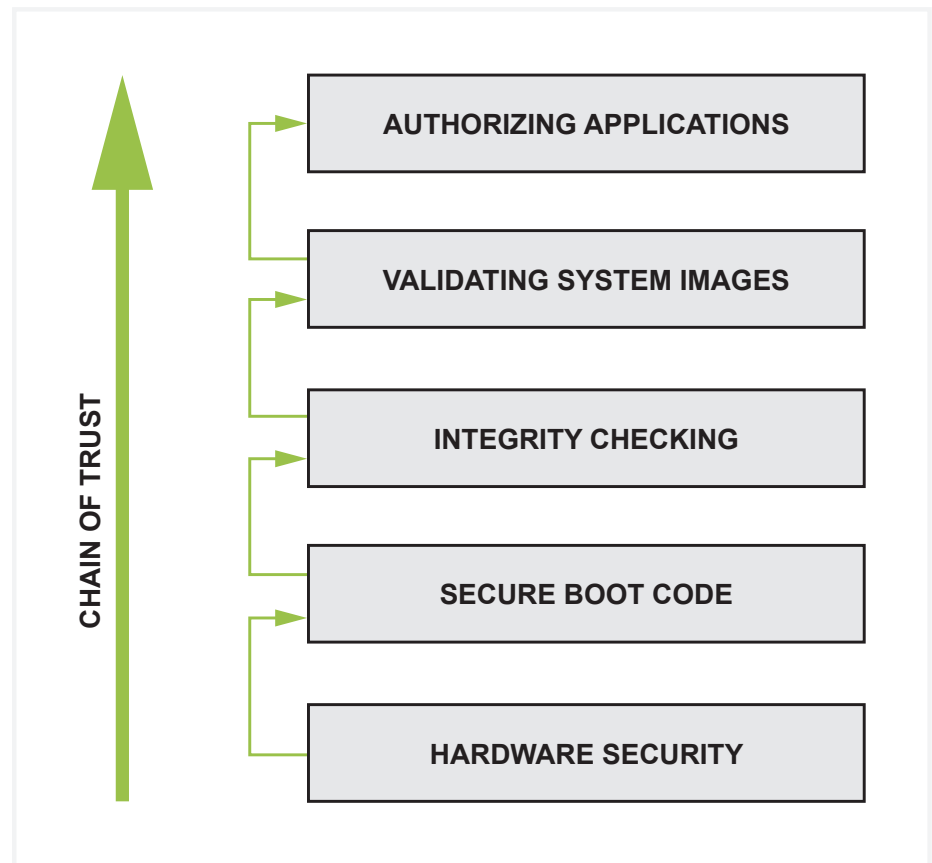 AUTHORIZING APPLICATIONS
VALIDATING SYSTEM IMAGES
INTEGRITY CHECKING
SECURE BOOT CODE
HARDWARE SECURITY
CHAIN OF TRUST